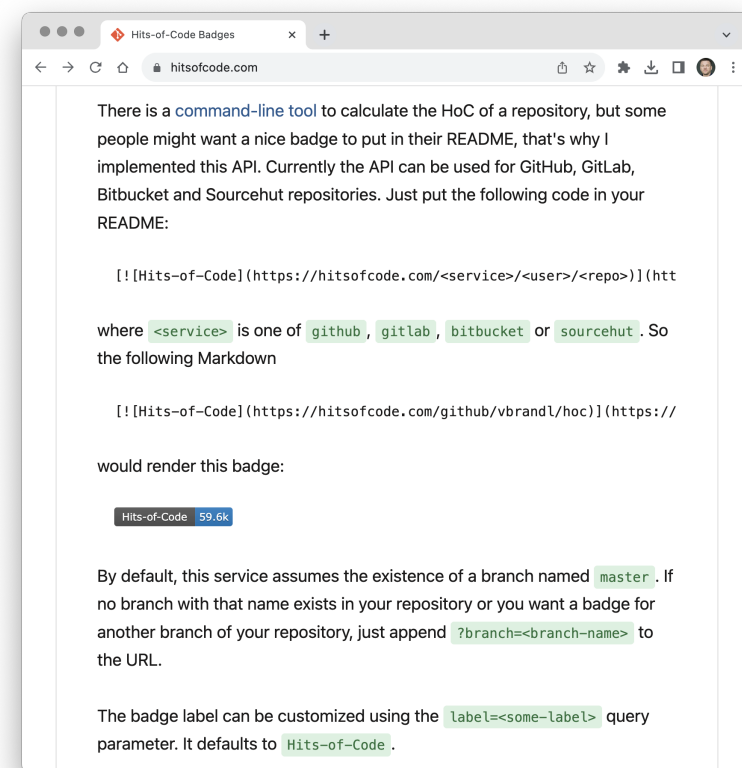 Hits-of-Code Badges
hitsofcode.com
There is a command-line tool to calculate the HoC of a repository, but some
people might want a nice badge to put in their README, that's why I
implemented this API. Currently the API can be used for GitHub, GitLab,
Bitbucket and Sourcehut repositories. Just put the following code in your
README:
[![Hits-of-Code](https://hitsofcode.com/<service>/<user>/<repo>)](htt
where <service> is one of github, gitlab, bitbucket or sourcehut. So
the following Markdown
[![Hits-of-Code](https://hitsofcode.com/github/vbrandl/hoc)](https://
would render this badge:
Hits-of-Code 59.6k
By default, this service assumes the existence of a branch named master. If
no branch with that name exists in your repository or you want a badge for
another branch of your repository, just append ?branch=<branch-name> to
the URL.
The badge label can be customized using the label=<some-label> query
parameter. It defaults to Hits-of-Code.